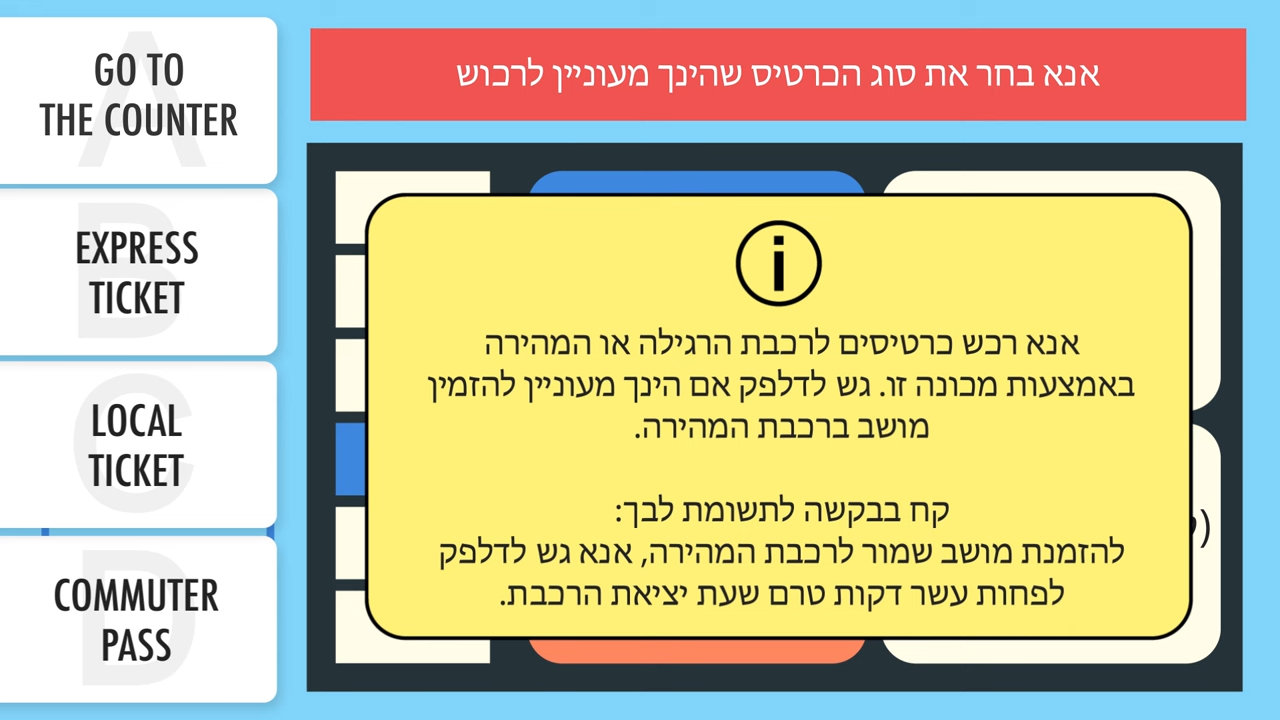 GO TO
THE COUNTER
EXPRESS
TICKET
LOCAL
TICKET
COMMUTER
PASS
A
B
C
D
אנא בחר את סוג הכרטיס שהינך מעוניין לרכוש
אנא רכש כרטיסים לרכבת הרגילה או המהירה
באמצעות מכונה זו. גש לדלפק אם הינך מעוניין להזמין
מושב ברכבת המהירה.
קח בבקשה לתשומת לבך:
להזמנת מושב שמור לרכבת המהירה, אנא גש לדלפק
לפחות עשר דקות טרם שעת יציאת הרכבת.